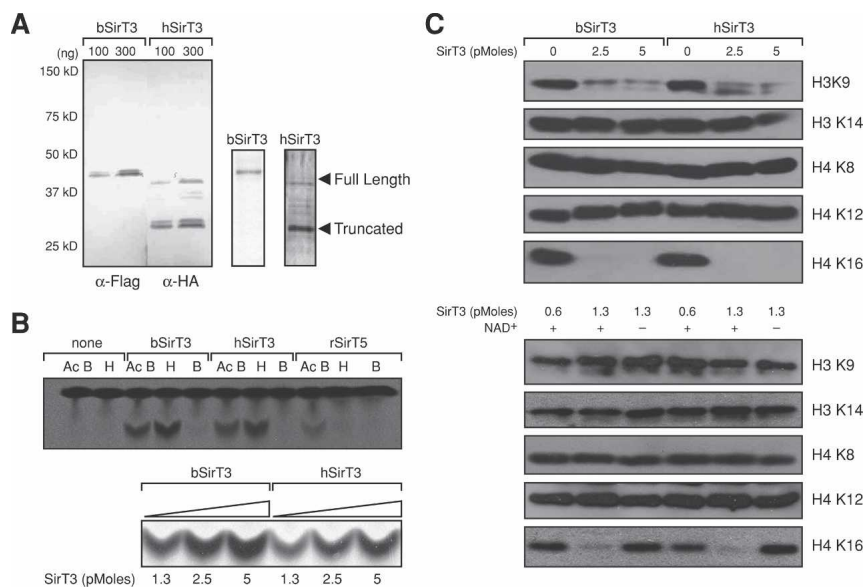 A
bSirT3 hSirT3
(ng) 100 300 100 300
150 kD
75 kD
50 kD
37 kD
25 kD
α-Flag α-HA
bSirT3 hSirT3
Full Length
Truncated
B
none bSirT3 hSirT3 rSirT5
Ac B H Ac B H B Ac B H B Ac B H B
bSirT3 hSirT3
SirT3 (pMoles) 1.3 2.5 5 1.3 2.5 5
C
bSirT3 hSirT3
SirT3 (pMoles) 0 2.5 5 0 2.5 5
H3K9
H3 K14
H4 K8
H4 K12
H4 K16
SirT3 (pMoles) 0.6 1.3 1.3 0.6 1.3 1.3
NAD+ + + − + + −
H3 K9
H3 K14
H4 K8
H4 K12
H4 K16